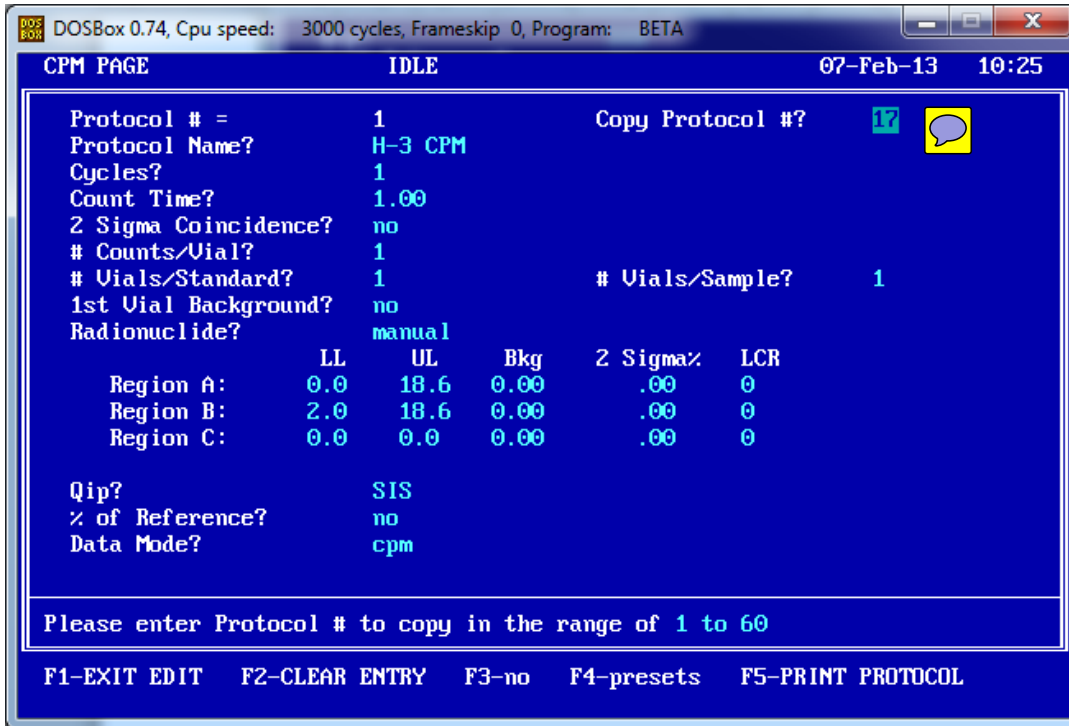 DOSBox 0.74, Cpu speed: 3000 cycles, Frameskip 0, Program: BETA
CPM PAGE IDLE 07-Feb-13 10:25
Protocol # = 1 Copy Protocol #? 17
Protocol Name? H-3 CPM
Cycles? 1
Count Time? 1.00
2 Sigma Coincidence? no
# Counts/Vial? 1
# Vials/Standard? 1 # Vials/Sample? 1
1st Vial Background? no
Radionuclide? manual
LL UL Bkg 2 Sigma% LCR
Region A: 0.0 18.6 0.00 .00 0
Region B: 2.0 18.6 0.00 .00 0
Region C: 0.0 0.0 0.00 .00 0
Qip? SIS
% of Reference? no
Data Mode? cpm
Please enter Protocol # to copy in the range of 1 to 60
F1-EXIT EDIT F2-CLEAR ENTRY F3-no F4-presets F5-PRINT PROTOCOL